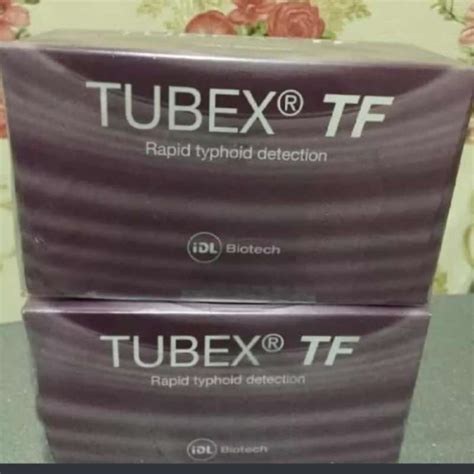 TUBEX® TF
Rapid typhoid detection
iDL Biotech
TUBEX® TF
Rapid typhoid detection
iDL Biotech